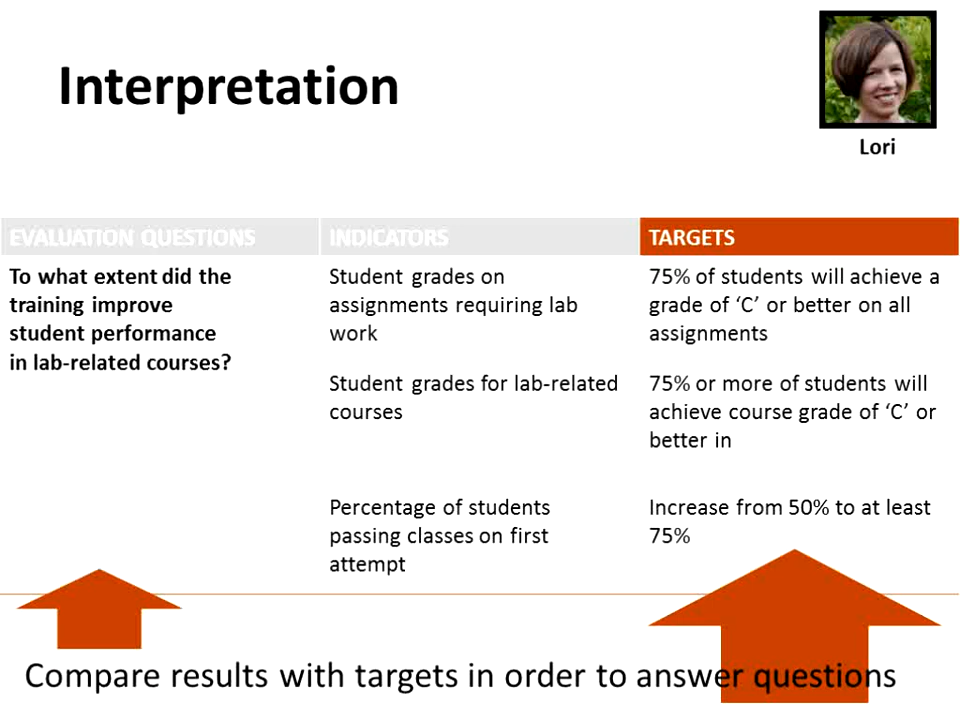 Interpretation
Lori
EVALUATION QUESTIONS
INDICATORS
TARGETS
To what extent did the
training improve
student performance
in lab-related courses?
Student grades on
assignments requiring lab
work
75% of students will achieve a
grade of ‘C’ or better on all
assignments
Student grades for lab-related
courses
75% or more of students will
achieve course grade of ‘C’ or
better in
Percentage of students
passing classes on first
attempt
Increase from 50% to at least
75%
Compare results with targets in order to answer questions